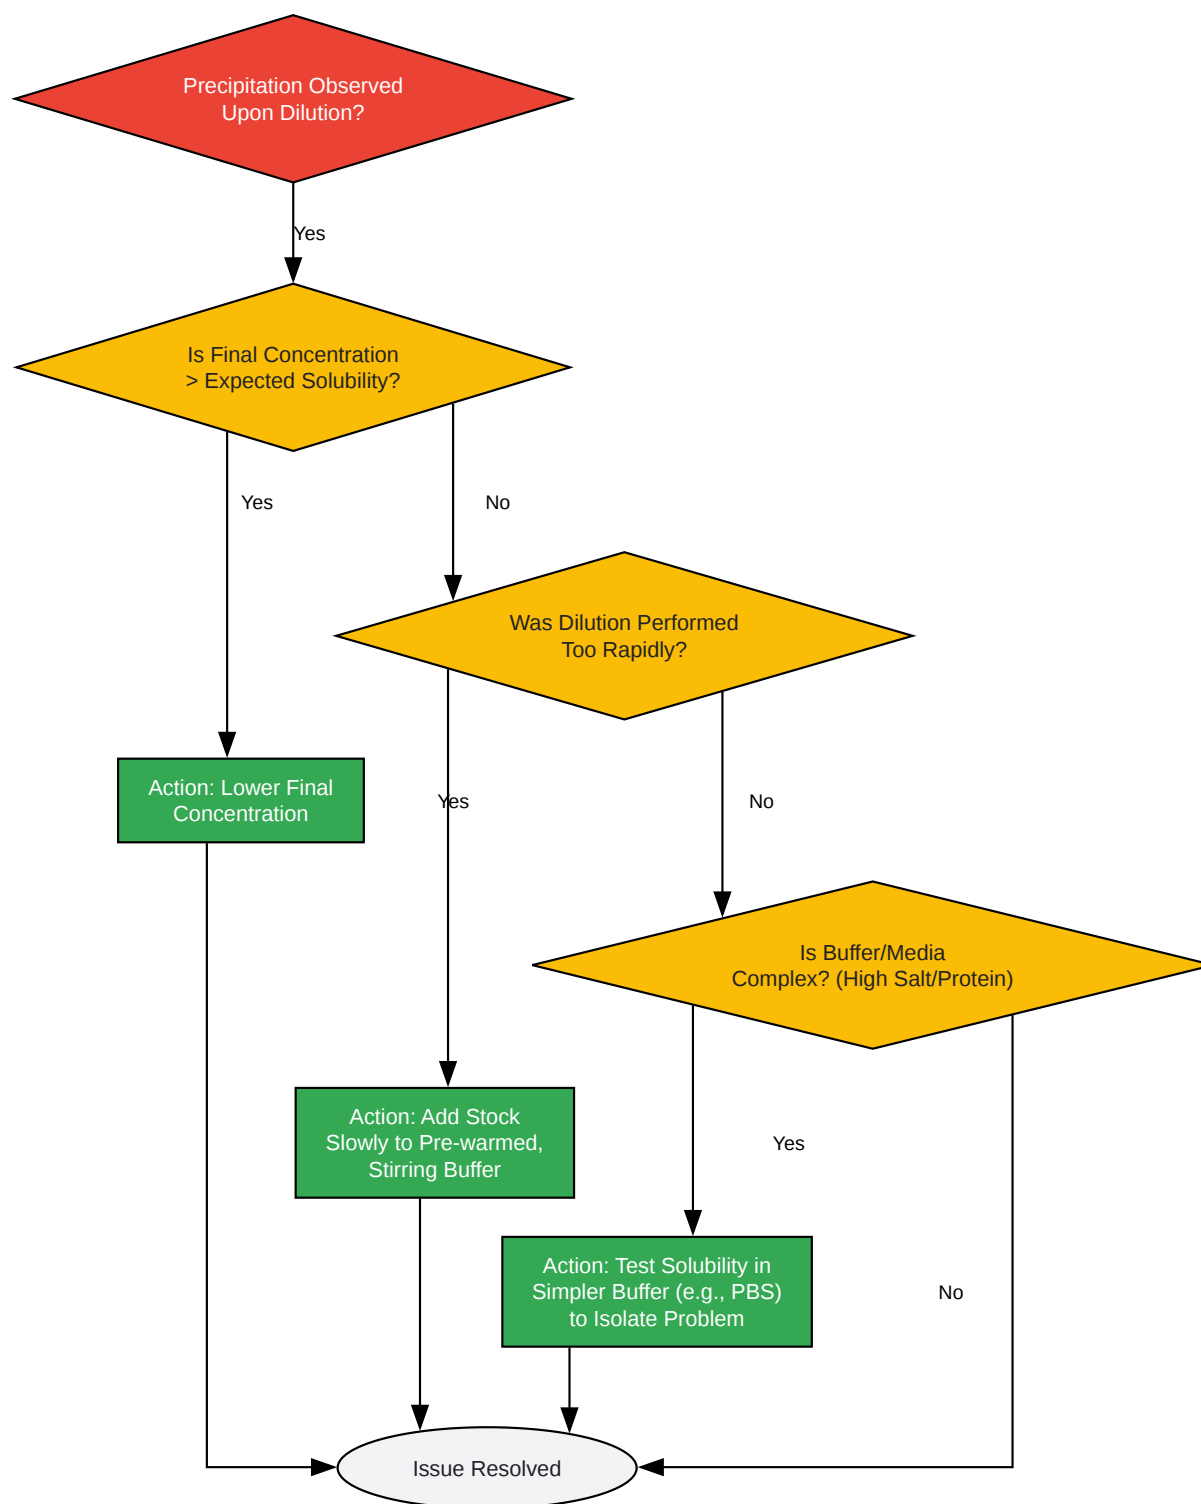 Precipitation Observed
Upon Dilution?
Yes
Is Final Concentration
> Expected Solubility?
Yes
No
Was Dilution Performed
Too Rapidly?
Action: Lower Final
Concentration
Yes
No
Is Buffer/Media
Complex? (High Salt/Protein)
Action: Add Stock
Slowly to Pre-warmed,
Stirring Buffer
Yes
Action: Test Solubility in
Simpler Buffer (e.g., PBS)
to Isolate Problem
No
Issue Resolved